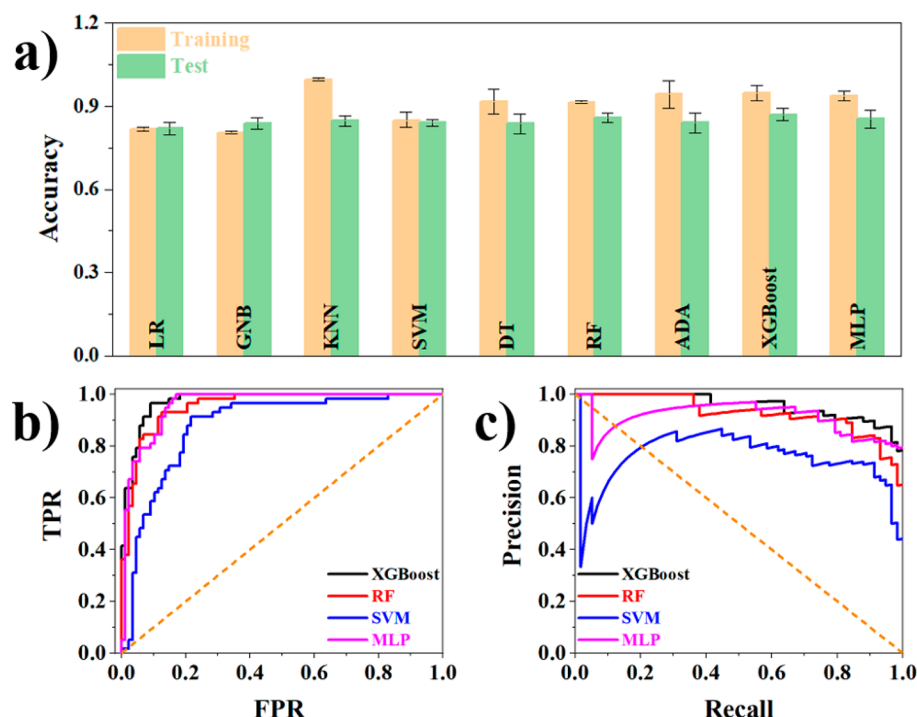 a)
Training
Test
1.2
0.9
0.6
0.3
0.0
Accuracy
LR
GNB
KNN
SVM
DT
RF
ADA
XGBoost
MLP
b)
1.0
0.8
0.6
0.4
0.2
0.0
TPR
XGBoost
RF
SVM
MLP
0.0 0.2 0.4 0.6 0.8 1.0
FPR
c)
1.0
0.8
0.6
0.4
0.2
0.0
Precision
XGBoost
RF
SVM
MLP
0.0 0.2 0.4 0.6 0.8 1.0
Recall